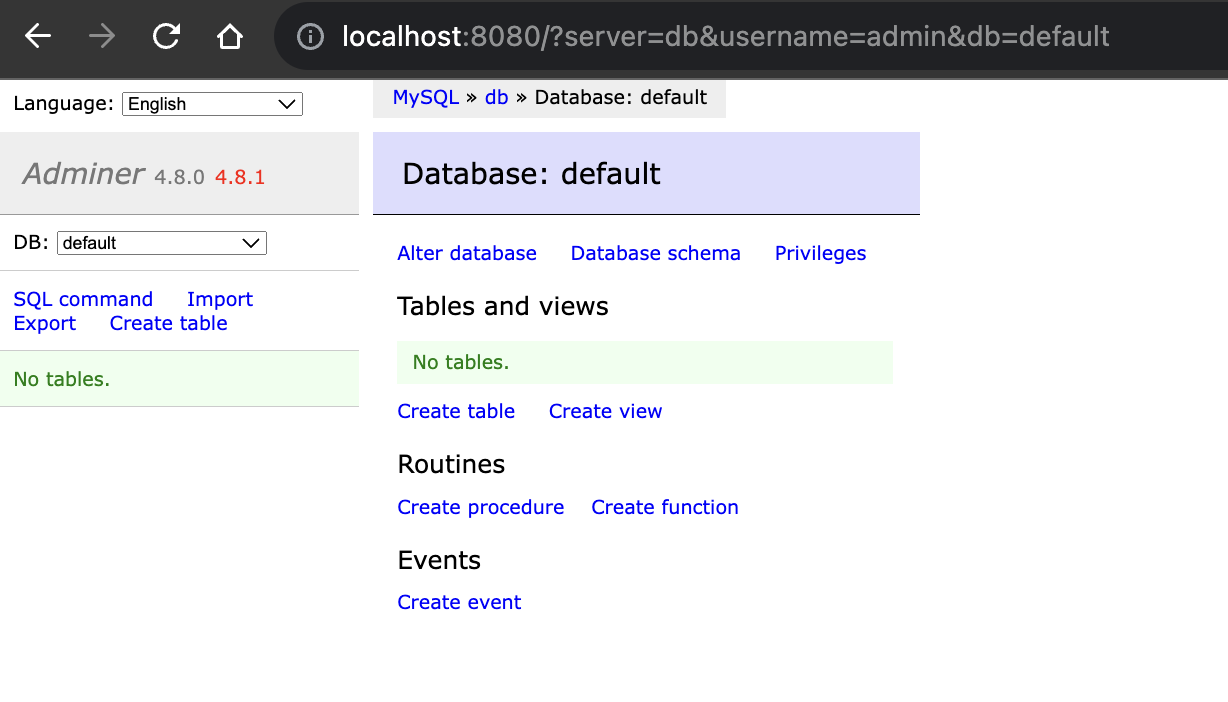 localhost:8080/?server=db&username=admin&db=default
Language: English
MySQL » db » Database: default
Adminer 4.8.0 4.8.1
Database: default
DB: default
Alter database Database schema Privileges
SQL command Import
Export Create table
No tables.
Tables and views
No tables.
Create table Create view
Routines
Create procedure Create function
Events
Create event